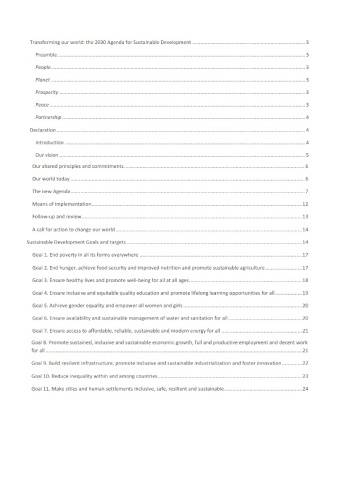 Transforming our world: the 2030 Agenda for Sustainable Development ... 3
Preamble ... 3
People ... 3
Planet ... 3
Prosperity ... 3
Peace ... 3
Partnership ... 4
Declaration ... 4
Introduction ... 4
Our vision ... 5
Our shared principles and commitments ... 6
Our world today ... 6
The new Agenda ... 7
Means of Implementation ... 12
Follow-up and review ... 13
A call for action to change our world ... 14
Sustainable Development Goals and targets ... 14
Goal 1. End poverty in all its forms everywhere ... 17
Goal 2. End hunger, achieve food security and improved nutrition and promote sustainable agriculture ... 17
Goal 3. Ensure healthy lives and promote well-being for all at all ages ... 18
Goal 4. Ensure inclusive and equitable quality education and promote lifelong learning opportunities for all ... 19
Goal 5. Achieve gender equality and empower all women and girls ... 20
Goal 6. Ensure availability and sustainable management of water and sanitation for all ... 20
Goal 7. Ensure access to affordable, reliable, sustainable and modern energy for all ... 21
Goal 8. Promote sustained, inclusive and sustainable economic growth, full and productive employment and decent work
for all ... 21
Goal 9. Build resilient infrastructure, promote inclusive and sustainable industrialization and foster innovation ... 22
Goal 10. Reduce inequality within and among countries ... 23
Goal 11. Make cities and human settlements inclusive, safe, resilient and sustainable ... 24